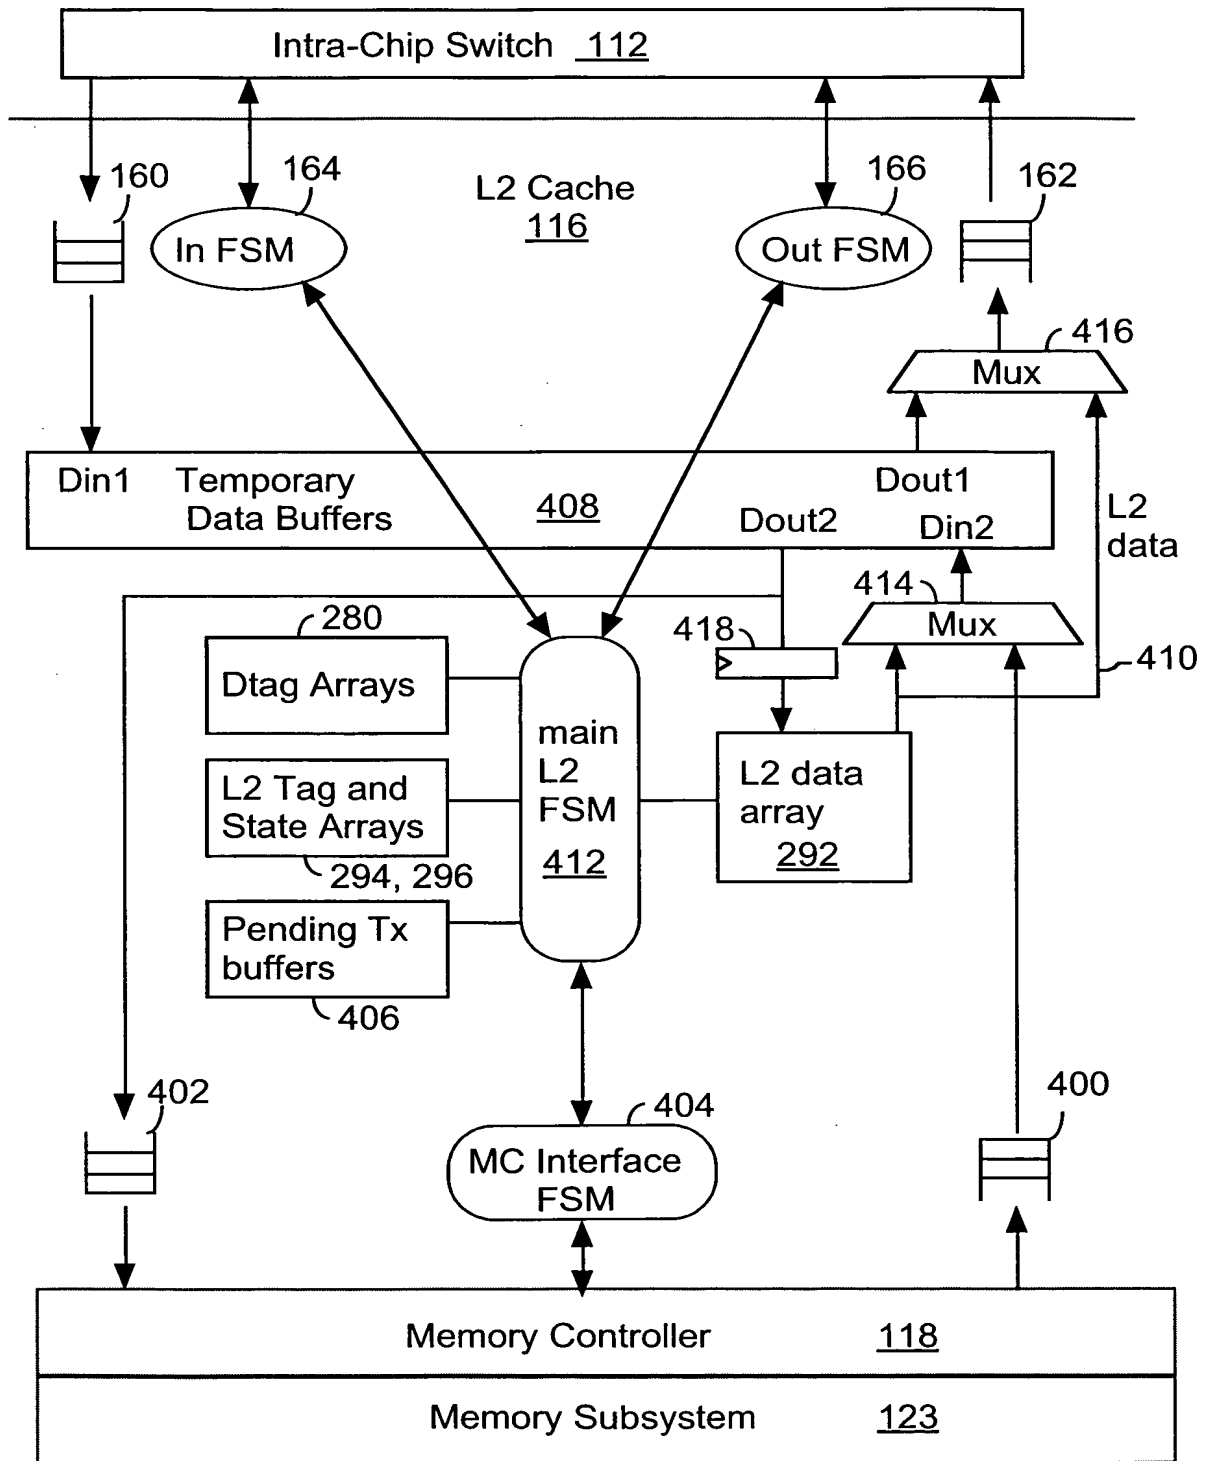 Intra-Chip Switch 112
160
164
L2 Cache
116
166
162
In FSM
Out FSM
416
Mux
Din1
Temporary
Data Buffers
408
Dout1
Dout2
Din2
L2
data
414
Mux
280
418
410
Dtag Arrays
main
L2
FSM
412
L2 Tag and
State Arrays
294, 296
L2 data
array
292
Pending Tx
buffers
406
402
404
400
MC Interface
FSM
Memory Controller 118
Memory Subsystem 123